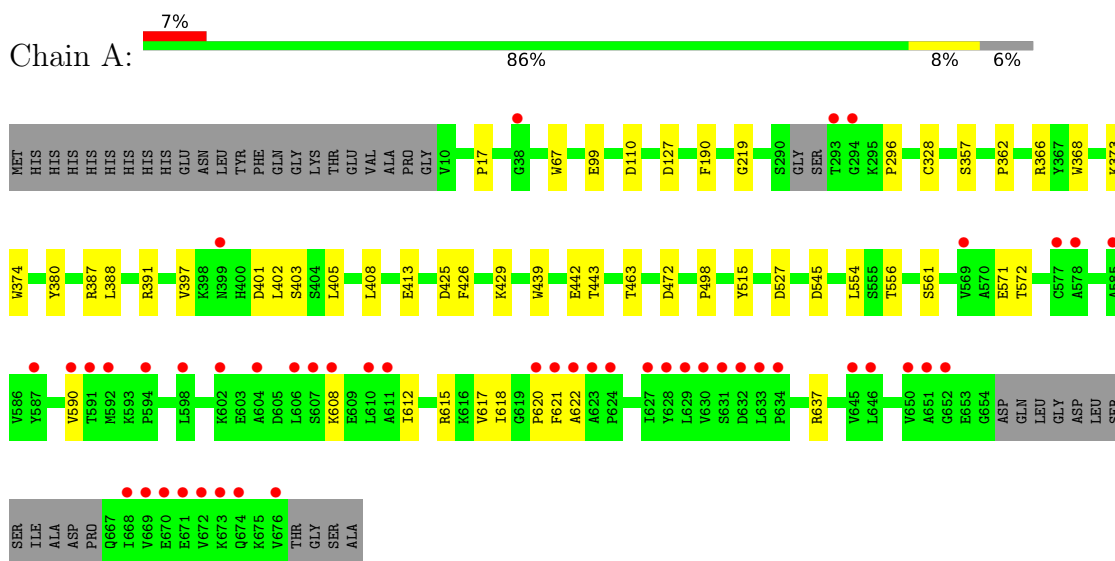 7%
Chain A:
86% 8% 6%
MET HIS HIS HIS HIS HIS HIS HIS HIS GLU ASN LEU TYR PHE GLN GLY LYS THR GLU VAL ALA PRO GLY V10 P17 G38 W67 E99 D110 D127 F190 G219 S290 GLY SER T293 G294 K295 P296 C328 S357 P362 R366 Y367 W368 K373
W374 Y380 R387 L388 R391 V397 K398 N399 H400 D401 L402 S403 S404 L405 L408 E413 D425 F426 K429 W439 E442 T443 T463 D472 P498 Y515 D527 D545 L554 S555 T556 S561 V569 A570 E571 T572 C577 A578 A585
V586 Y587 V590 T591 M592 K593 P594 L598 K602 E603 A604 D605 L606 S607 K608 E609 L610 A611 I612 R615 K616 V617 I618 G619 P620 F621 A622 A623 P624 I627 Y628 L629 V630 S631 D632 L633 P634 R637 V645 L646 V650 A651 G652 E653 G654 ASP GLN LEU GLY ASP LEU SER
SER ILE ALA ASP PRO Q667 I668 V669 E670 E671 V672 K673 Q674 K675 V676 THR GLY SER ALA